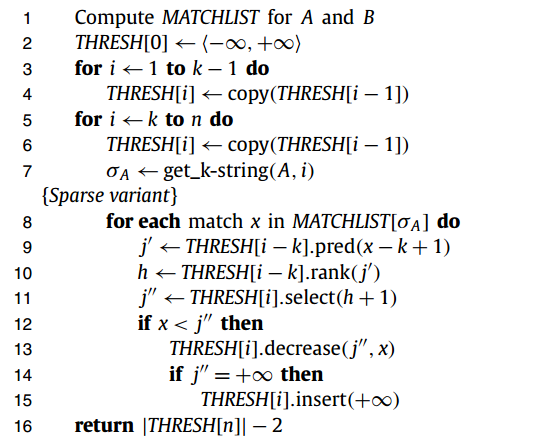 1 Compute MATCHLIST for A and B
2 THRESH[0] ← ⟨−∞, +∞⟩
3 for i ← 1 to k − 1 do
4 THRESH[i] ← copy(THRESH[i − 1])
5 for i ← k to n do
6 THRESH[i] ← copy(THRESH[i − 1])
7 σ_A ← get_k-string(A, i)
{Sparse variant}
8 for each match x in MATCHLIST[σ_A] do
9 j′ ← THRESH[i − k].pred(x − k + 1)
10 h ← THRESH[i − k].rank(j′)
11 j″ ← THRESH[i].select(h + 1)
12 if x < j″ then
13 THRESH[i].decrease(j″, x)
14 if j″ = +∞ then
15 THRESH[i].insert(+∞)
16 return |THRESH[n]| − 2